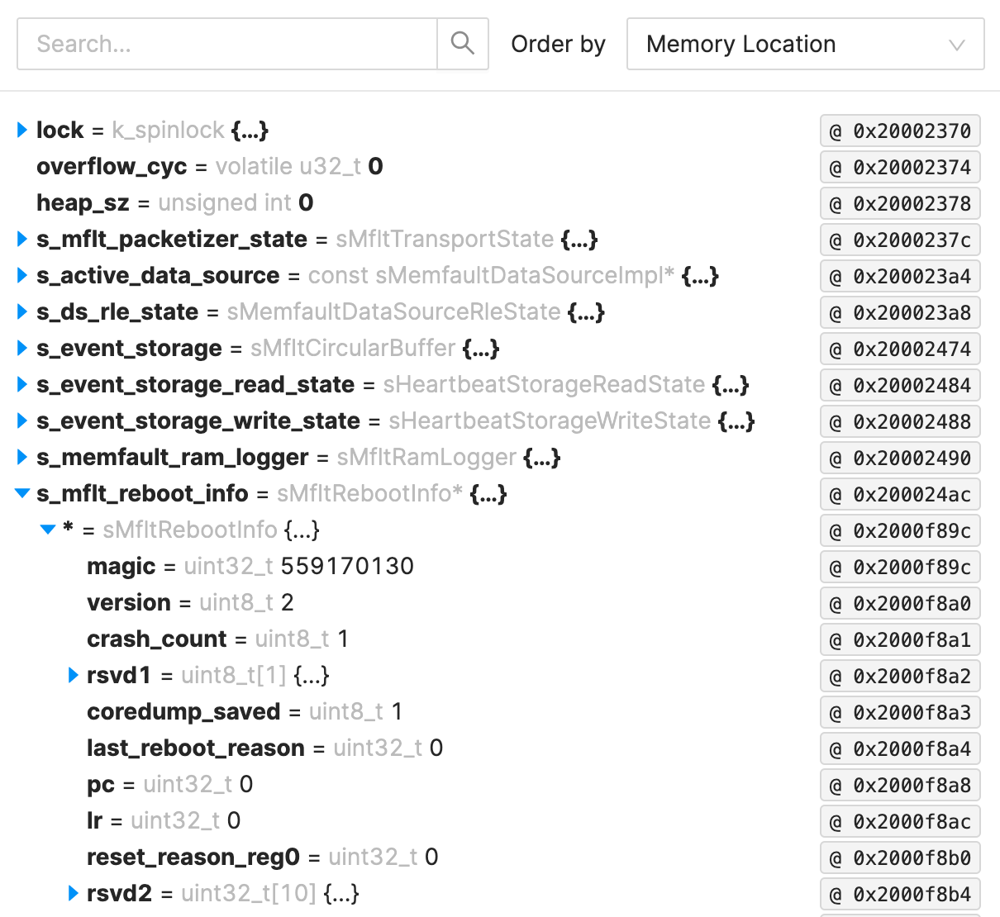 Search... Order by Memory Location
lock = k_spinlock {...} @ 0x20002370
overflow_cyc = volatile u32_t 0 @ 0x20002374
heap_sz = unsigned int 0 @ 0x20002378
s_mflt_packetizer_state = sMfltTransportState {...} @ 0x2000237c
s_active_data_source = const sMemfaultDataSourceImpl* {...} @ 0x200023a4
s_ds_rle_state = sMemfaultDataSourceRleState {...} @ 0x200023a8
s_event_storage = sMfltCircularBuffer {...} @ 0x20002474
s_event_storage_read_state = sHeartbeatStorageReadState {...} @ 0x20002484
s_event_storage_write_state = sHeartbeatStorageWriteState {...} @ 0x20002488
s_memfault_ram_logger = sMfltRamLogger {...} @ 0x20002490
s_mflt_reboot_info = sMfltRebootInfo* {...} @ 0x200024ac
* = sMfltRebootInfo {...} @ 0x2000f89c
magic = uint32_t 559170130 @ 0x2000f89c
version = uint8_t 2 @ 0x2000f8a0
crash_count = uint8_t 1 @ 0x2000f8a1
rsvd1 = uint8_t[1] {...} @ 0x2000f8a2
coredump_saved = uint8_t 1 @ 0x2000f8a3
last_reboot_reason = uint32_t 0 @ 0x2000f8a4
pc = uint32_t 0 @ 0x2000f8a8
lr = uint32_t 0 @ 0x2000f8ac
reset_reason_reg0 = uint32_t 0 @ 0x2000f8b0
rsvd2 = uint32_t[10] {...} @ 0x2000f8b4